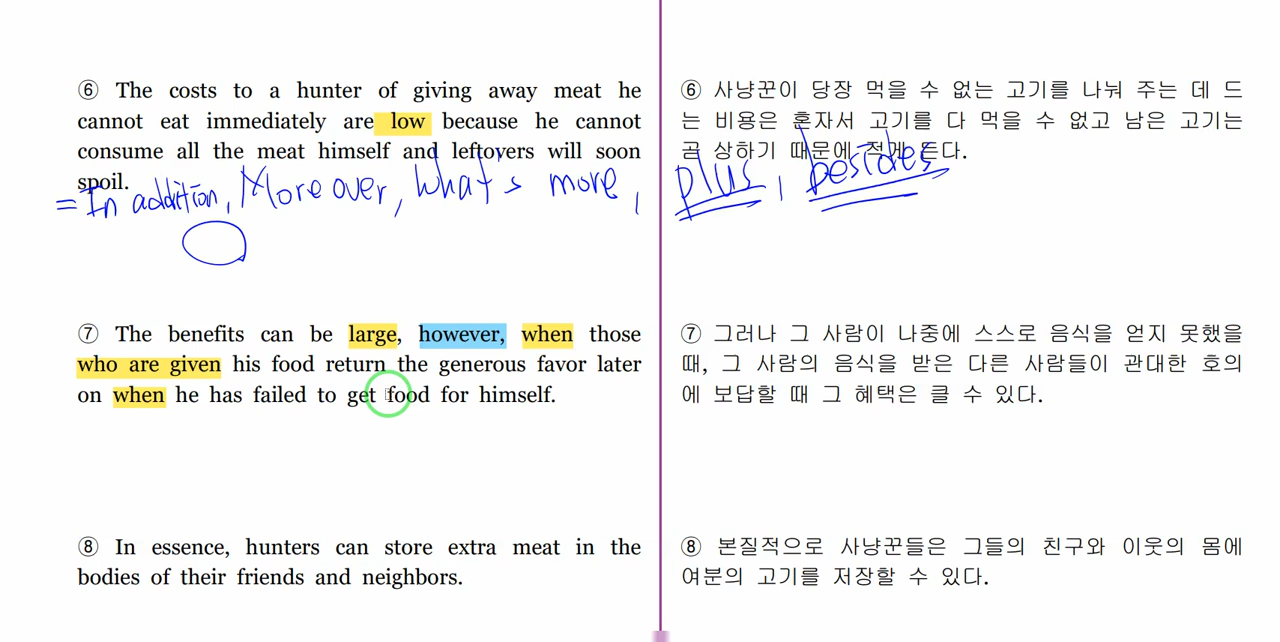 ⑥ The costs to a hunter of giving away meat he
cannot eat immediately are low because he cannot
consume all the meat himself and leftovers will soon
spoil.
= In addition, More over, What's more, plus, besides
⑦ The benefits can be large, however, when those
who are given his food return the generous favor later
on when he has failed to get food for himself.
⑧ In essence, hunters can store extra meat in the
bodies of their friends and neighbors.
⑥ 사냥꾼이 당장 먹을 수 없는 고기를 나눠 주는 데 드
는 비용은 혼자서 고기를 다 먹을 수 없고 남은 고기는
곧 상하기 때문에 적게 든다.
⑦ 그러나 그 사람이 나중에 스스로 음식을 얻지 못했을
때, 그 사람의 음식을 받은 다른 사람들이 관대한 호의
에 보답할 때 그 혜택은 클 수 있다.
⑧ 본질적으로 사냥꾼들은 그들의 친구와 이웃의 몸에
여분의 고기를 저장할 수 있다.